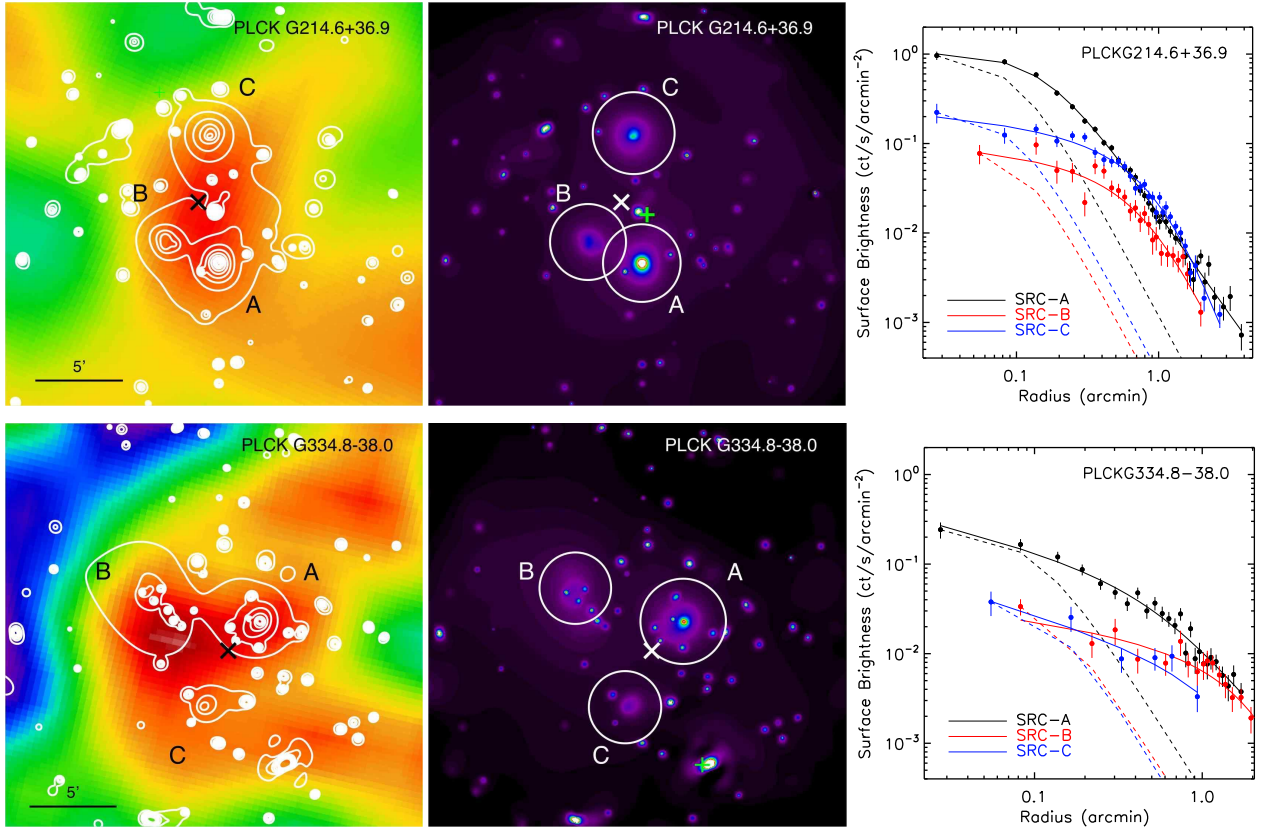 PLCK G214.6+36.9
C
B
A
5'
PLCK G214.6+36.9
C
B
A
PLCKG214.6+36.9
Surface Brightness (ct/s/arcmin⁻²)
10⁰
10⁻¹
10⁻²
10⁻³
SRC-A
SRC-B
SRC-C
0.1
1.0
Radius (arcmin)
PLCK G334.8-38.0
B
A
C
5'
PLCK G334.8-38.0
B
A
C
PLCKG334.8-38.0
Surface Brightness (ct/s/arcmin⁻²)
10⁰
10⁻¹
10⁻²
10⁻³
SRC-A
SRC-B
SRC-C
0.1
1.0
Radius (arcmin)